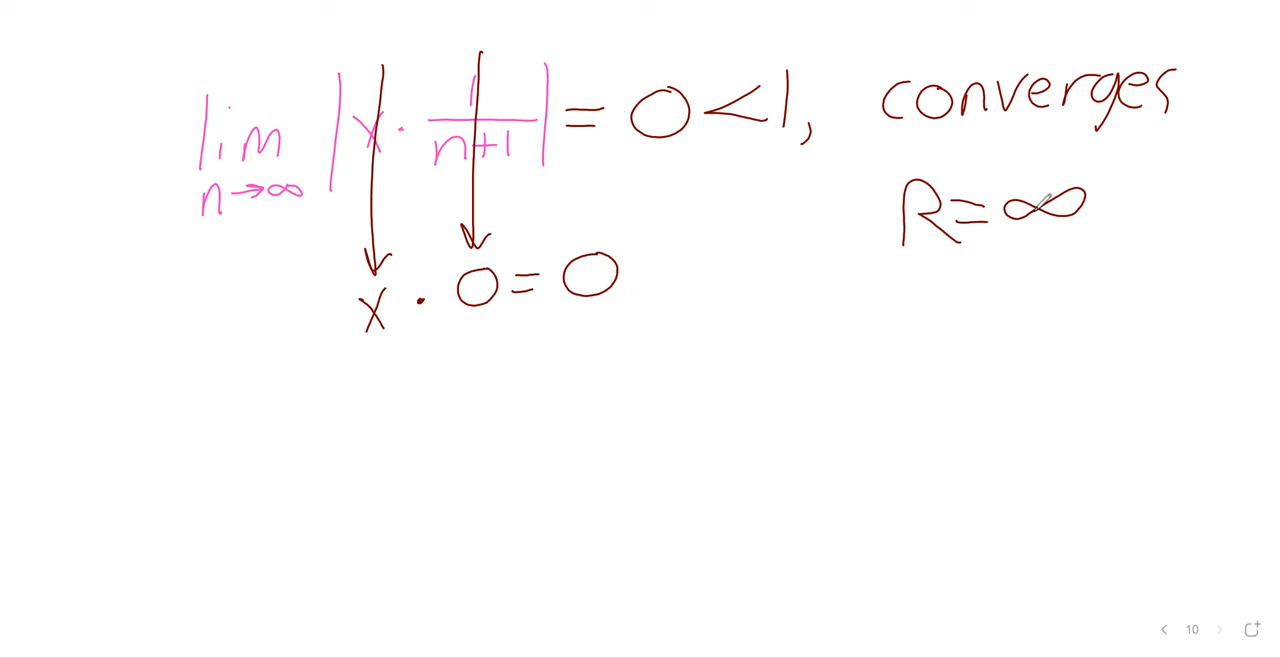 lim n→∞ | x · 1/(n+1) | = 0 < 1, converges
R = ∞
x · 0 = 0
10